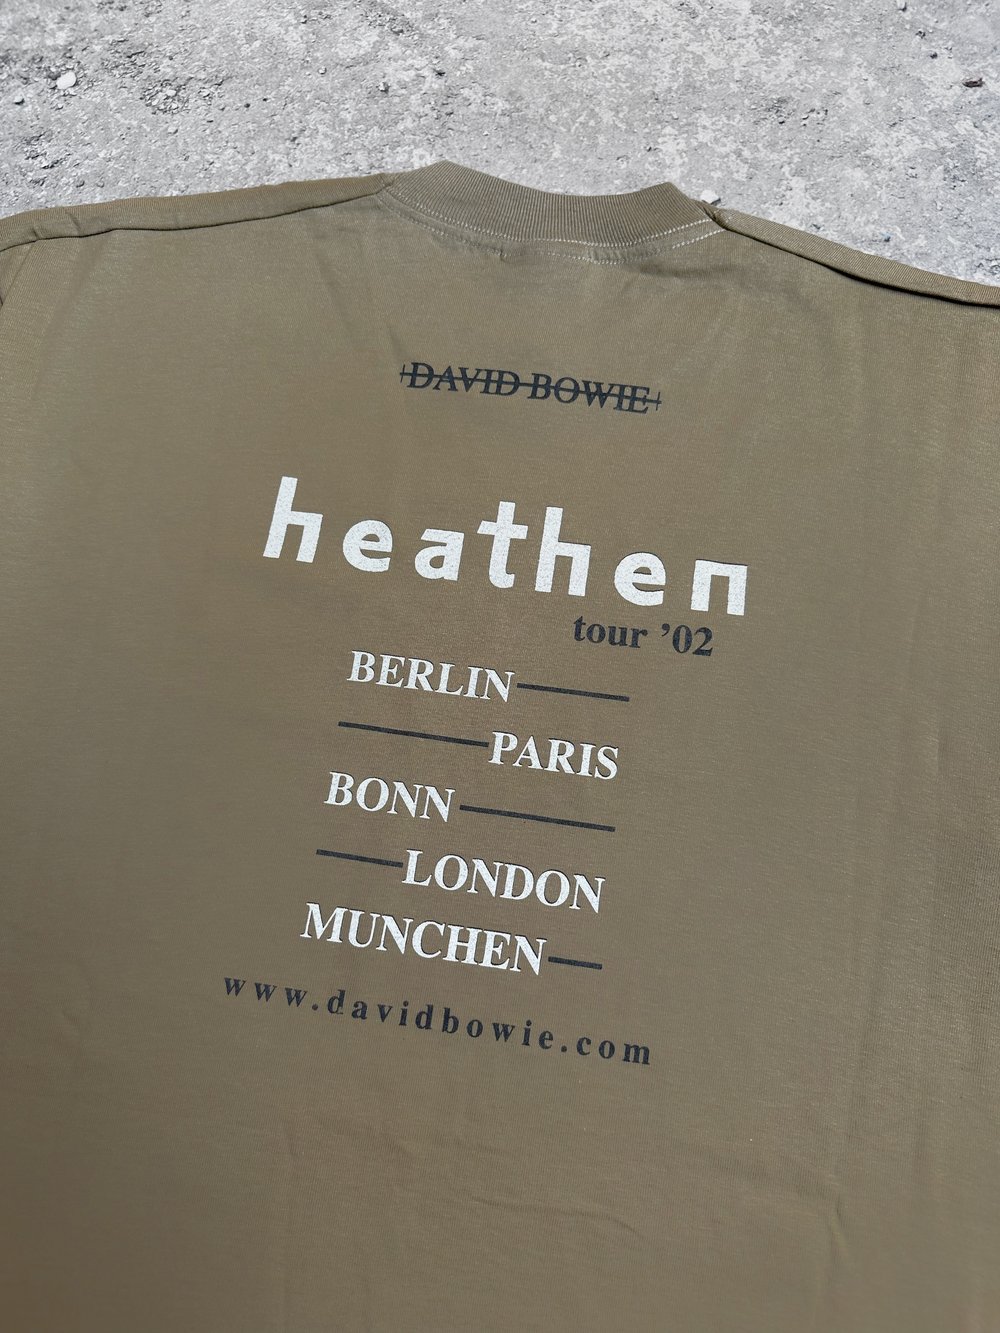 DAVID BOWIE
heathen
tour ’02
BERLIN
PARIS
BONN
LONDON
MUNCHEN
www.davidbowie.com